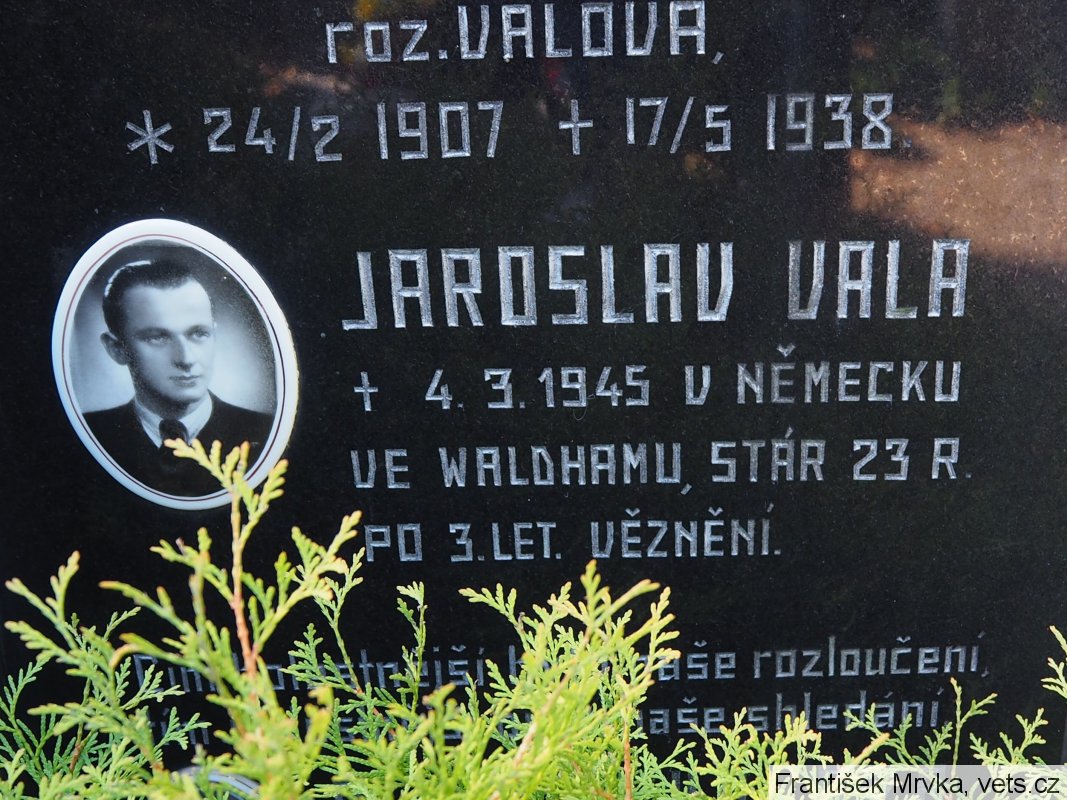 roz. VALOVA,
* 24/2 1907 + 17/5 1938.
JAROSLAV VALA
+ 4. 3. 1945 V NĚMECKU
VE WALDHAMU, STÁR 23 R.
PO 3. LET. VĚZNĚNÍ.
naše rozloučení,
naše shledání,
František Mrvka, vets.cz